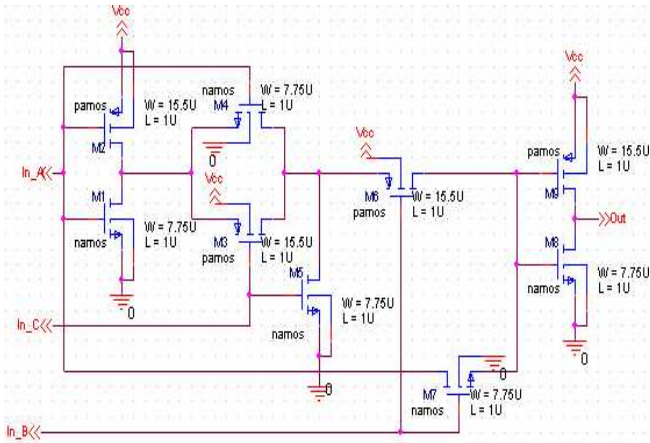 Vcc
namos
M4
W = 7.75U
L = 1U
Vcc
pamos
W = 15.5U
L = 1U
M2
0
Vcc
pamos
W = 15.5U
L = 1U
M9
In_A
Vcc
M6
pamos
W = 15.5U
L = 1U
M1
W = 7.75U
L = 1U
namos
M3
pamos
W = 15.5U
L = 1U
Out
M8
namos
W = 7.75U
L = 1U
M5
W = 7.75U
L = 1U
namos
0
In_C
0
0
0
M7
namos
W = 7.75U
L = 1U
In_B